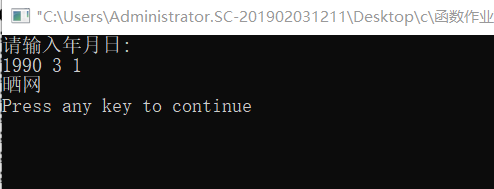 "C:\Users\Administrator.SC-201902031211\Desktop\c\函数作业
请输入年月日:
1990 3 1
晒网
Press any key to continue